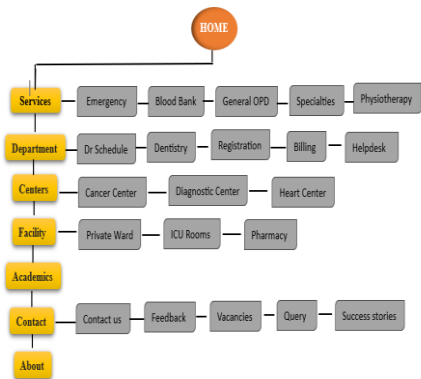 HOME
Services Emergency Blood Bank General OPD Specialties Physiotherapy
Department Dr Schedule Dentistry Registration Billing Helpdesk
Centers Cancer Center Diagnostic Center Heart Center
Facility Private Ward ICU Rooms Pharmacy
Academics
Contact Contact us Feedback Vacancies Query Success stories
About